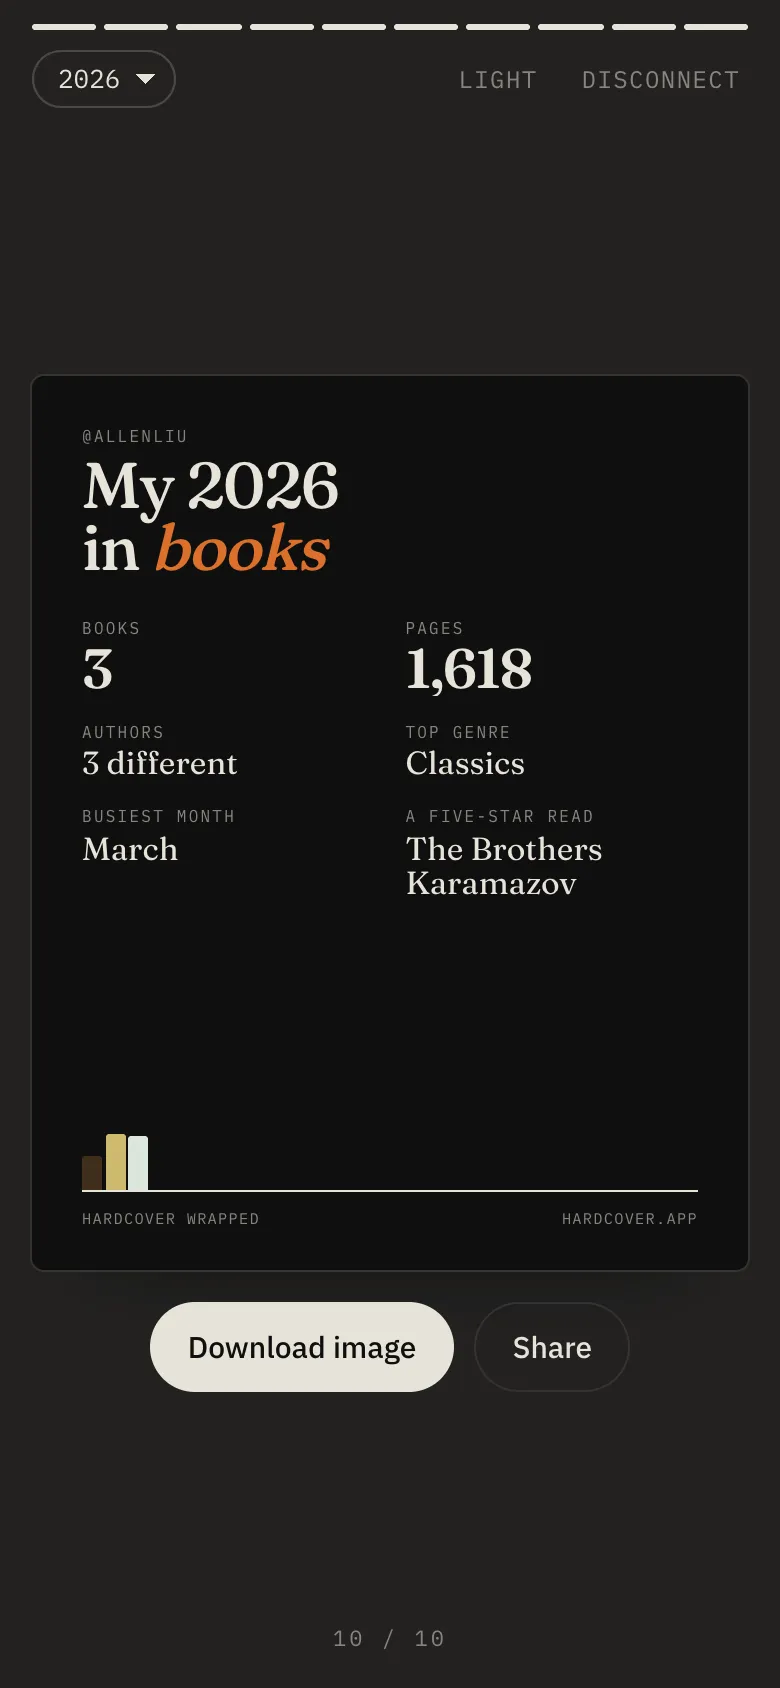 2026
LIGHT
DISCONNECT
@ALLENLIU
My 2026
in books
BOOKS
3
PAGES
1,618
AUTHORS
3 different
TOP GENRE
Classics
BUSIEST MONTH
March
A FIVE-STAR READ
The Brothers
Karamazov
HARDCOVER WRAPPED
HARDCOVER.APP
Download image
Share
10 / 10